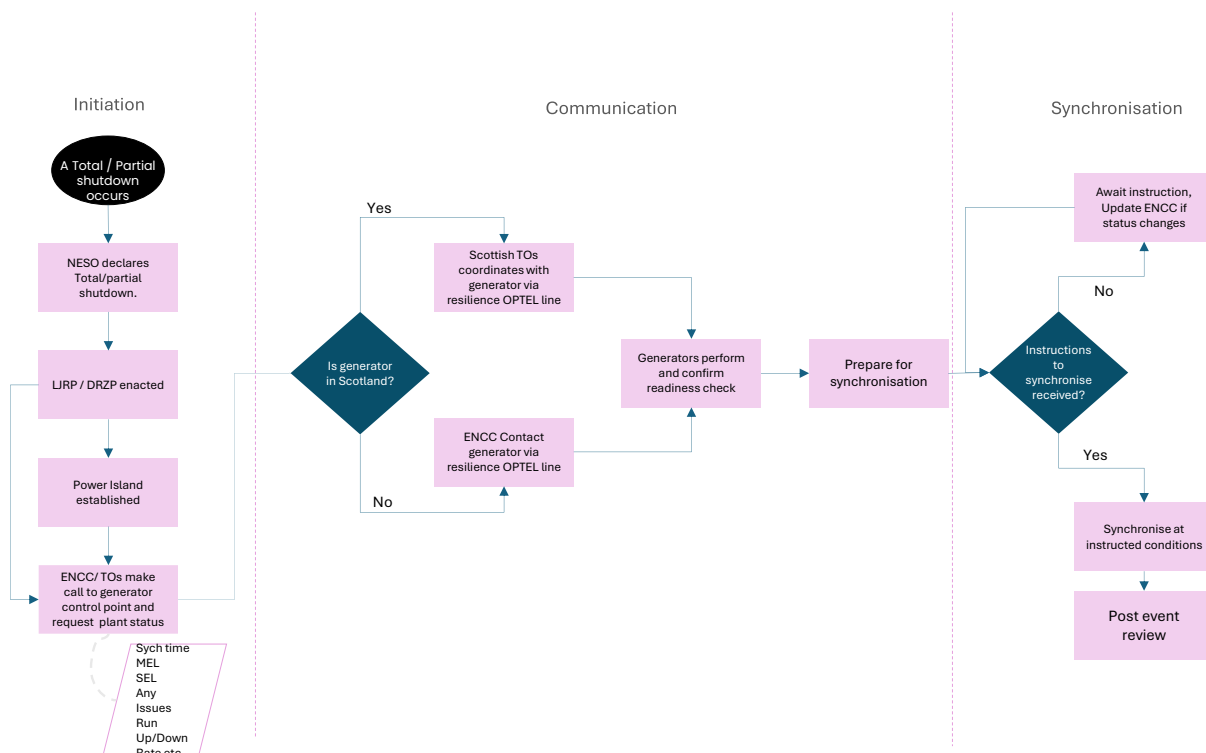 Initiation
A Total / Partial
shutdown
occurs
NESO declares
Total/partial
shutdown.
LJRP / DRZP enacted
Power Island
established
ENCC/ TOs make
call to generator
control point and
request plant status
Sych time
MEL
SEL
Any
Issues
Run
Up/Down
Rate etc
Communication
Is generator
in Scotland?
Yes
Scottish TOs
coordinates with
generator via
resilience OPTEL line
No
ENCC Contact
generator via
resilience OPTEL line
Generators perform
and confirm
readiness check
Prepare for
synchronisation
Synchronisation
Instructions
to
synchronise
received?
No
Await instruction,
Update ENCC if
status changes
Yes
Synchronise at
instructed conditions
Post event
review